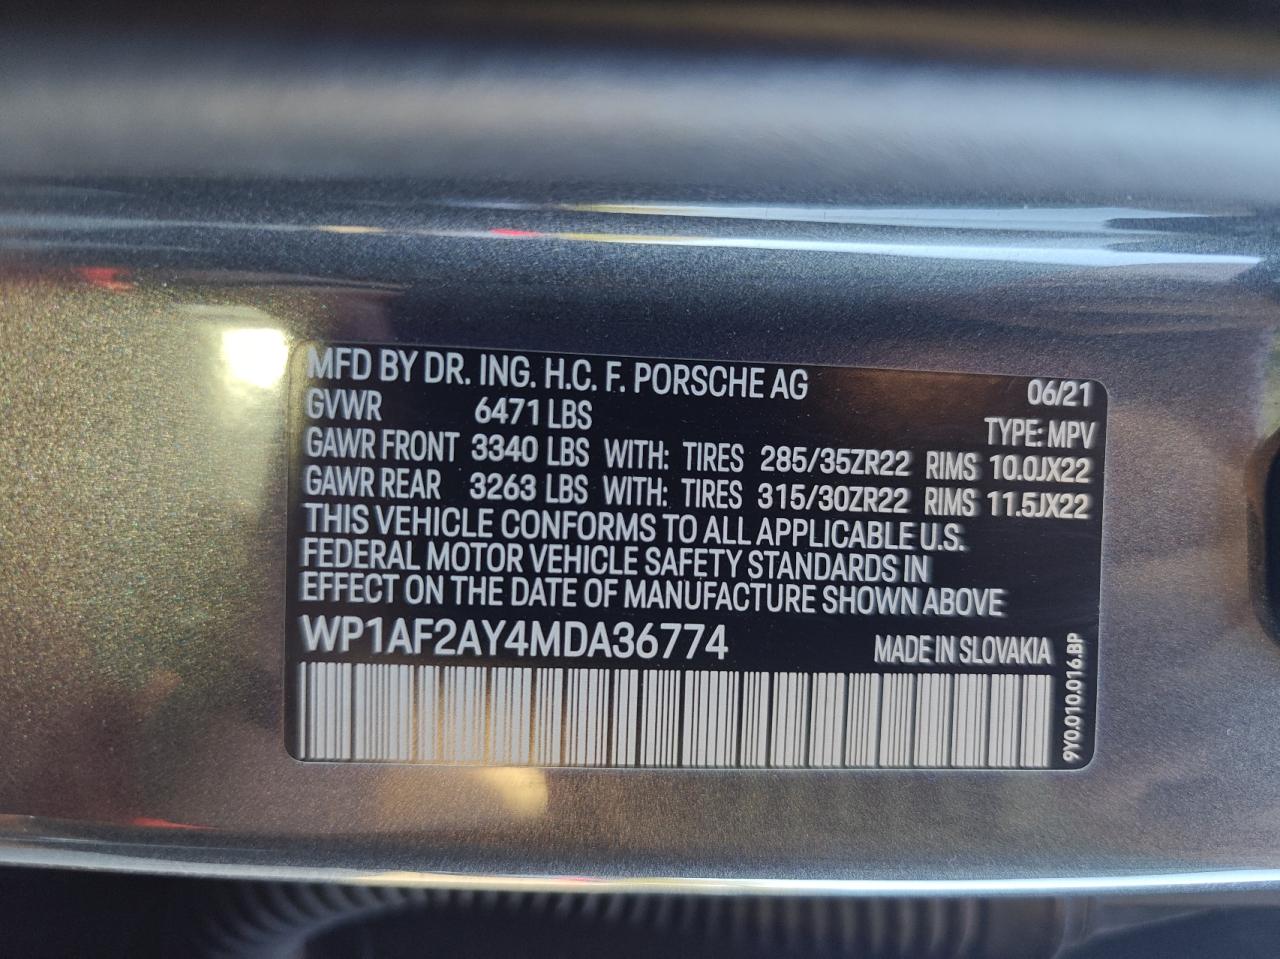 MFD BY DR. ING. H.C. F. PORSCHE AG 06/21
GVWR 6471 LBS TYPE: MPV
GAWR FRONT 3340 LBS WITH: TIRES 285/35ZR22 RIMS 10.0JX22
GAWR REAR 3263 LBS WITH: TIRES 315/30ZR22 RIMS 11.5JX22
THIS VEHICLE CONFORMS TO ALL APPLICABLE U.S.
FEDERAL MOTOR VEHICLE SAFETY STANDARDS IN
EFFECT ON THE DATE OF MANUFACTURE SHOWN ABOVE
WP1AF2AY4MDA36774 MADE IN SLOVAKIA
9Y0.010.016.BP